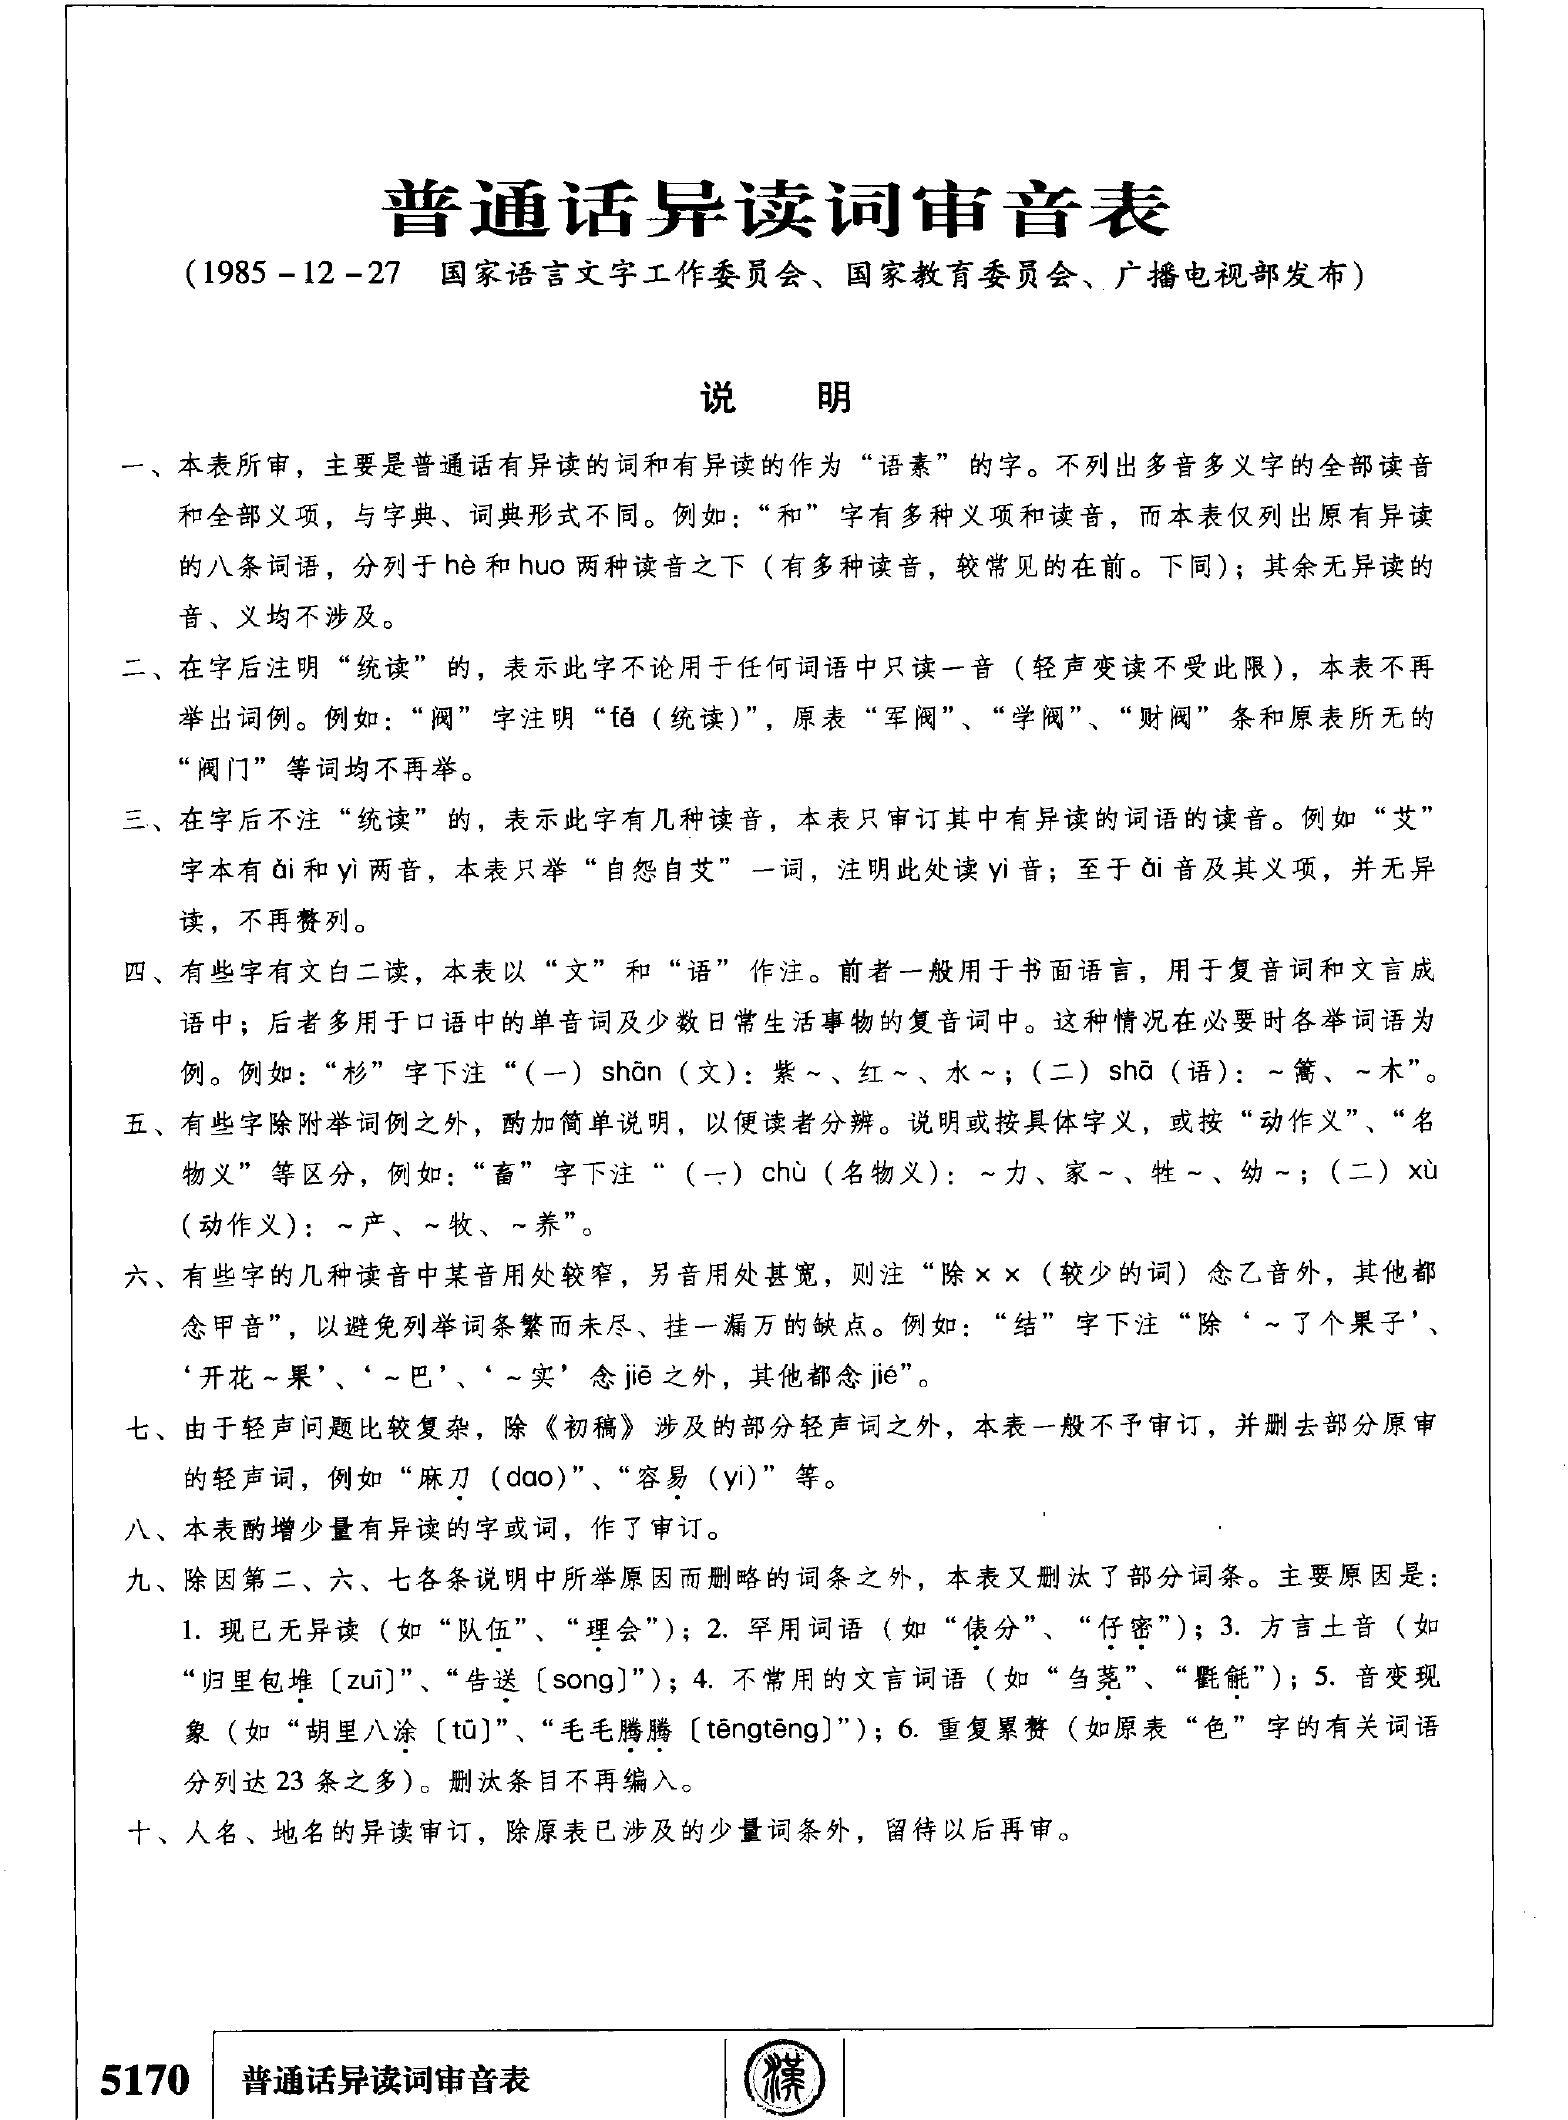 普通话异读词审音表
(1985-12-27 国家语言文字工作委员会、国家教育委员会、广播电视部发布)
说 明
一、本表所审，主要是普通话有异读的词和有异读的作为“语素”的字。不列出多音多义字的全部读音
和全部义项，与字典、词典形式不同。例如：“和”字有多种义项和读音，而本表仅列出原有异读
的八条词语，分列于hè和huo两种读音之下（有多种读音，较常见的在前。下同）；其余无异读的
音、义均不涉及。
二、在字后注明“统读”的，表示此字不论用于任何词语中只读一音（轻声变读不受此限），本表不再
举出词例。例如：“阀”字注明“fá（统读）”，原表“军阀”、“学阀”、“财阀”条和原表所无的
“阀门”等词均不再举。
三、在字后不注“统读”的，表示此字有几种读音，本表只审订其中有异读的词语的读音。例如“艾”
字本有ài和yì两音，本表只举“自怨自艾”一词，注明此处读yì音；至于ài音及其义项，并无异
读，不再赘列。
四、有些字有文白二读，本表以“文”和“语”作注。前者一般用于书面语言，用于复音词和文言成
语中；后者多用于口语中的单音词及少数日常生活事物的复音词中。这种情况在必要时各举词语为
例。例如：“杉”字下注“（一）shān（文）：紫~、红~、水~；（二）shā（语）：~篙、~木”。
五、有些字除附举词例之外，酌加简单说明，以便读者分辨。说明或按具体字义，或按“动作义”、“名
物义”等区分，例如：“畜”字下注“（一）chù（名物义）：~力、家~、牲~、幼~；（二）xù
（动作义）：~产、~牧、~养”。
六、有些字的几种读音中某音用处较窄，另音用处甚宽，则注“除××（较少的词）念乙音外，其他都
念甲音”，以避免列举词条繁而未尽、挂一漏万的缺点。例如：“结”字下注“除‘~了个果子’、
‘开花~果’、‘~巴’、‘~实’念jiē之外，其他都念jié”。
七、由于轻声问题比较复杂，除《初稿》涉及的部分轻声词之外，本表一般不予审订，并删去部分原审
的轻声词，例如“麻刀（dao）”、“容易（yi）”等。
八、本表酌增少量有异读的字或词，作了审订。
九、除因第二、六、七各条说明中所举原因而删略的词条之外，本表又删汰了部分词条。主要原因是：
1. 现已无异读（如“队伍”、“理会”）；2. 罕用词语（如“俵分”、“仔密”）；3. 方言土音（如
“归里包堆〔zuī〕”、“告送〔song〕”）；4. 不常用的文言词语（如“刍荛”、“氍毹”）；5. 音变现
象（如“胡里八涂〔tū〕”、“毛毛腾腾〔tēngtēng〕”）；6. 重复累赘（如原表“色”字的有关词语
分列达23条之多）。删汰条目不再编入。
十、人名、地名的异读审订，除原表已涉及的少量词条外，留待以后再审。
5170 普通话异读词审音表 漢